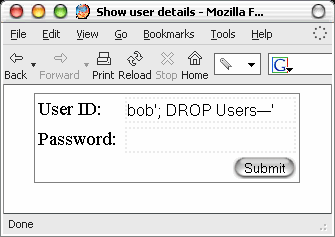 Show user details - Mozilla F...
File Edit View Go Bookmarks Tools Help
Back Forward Print Reload Stop Home G
User ID: bob'; DROP Users—'
Password:
Submit
Done